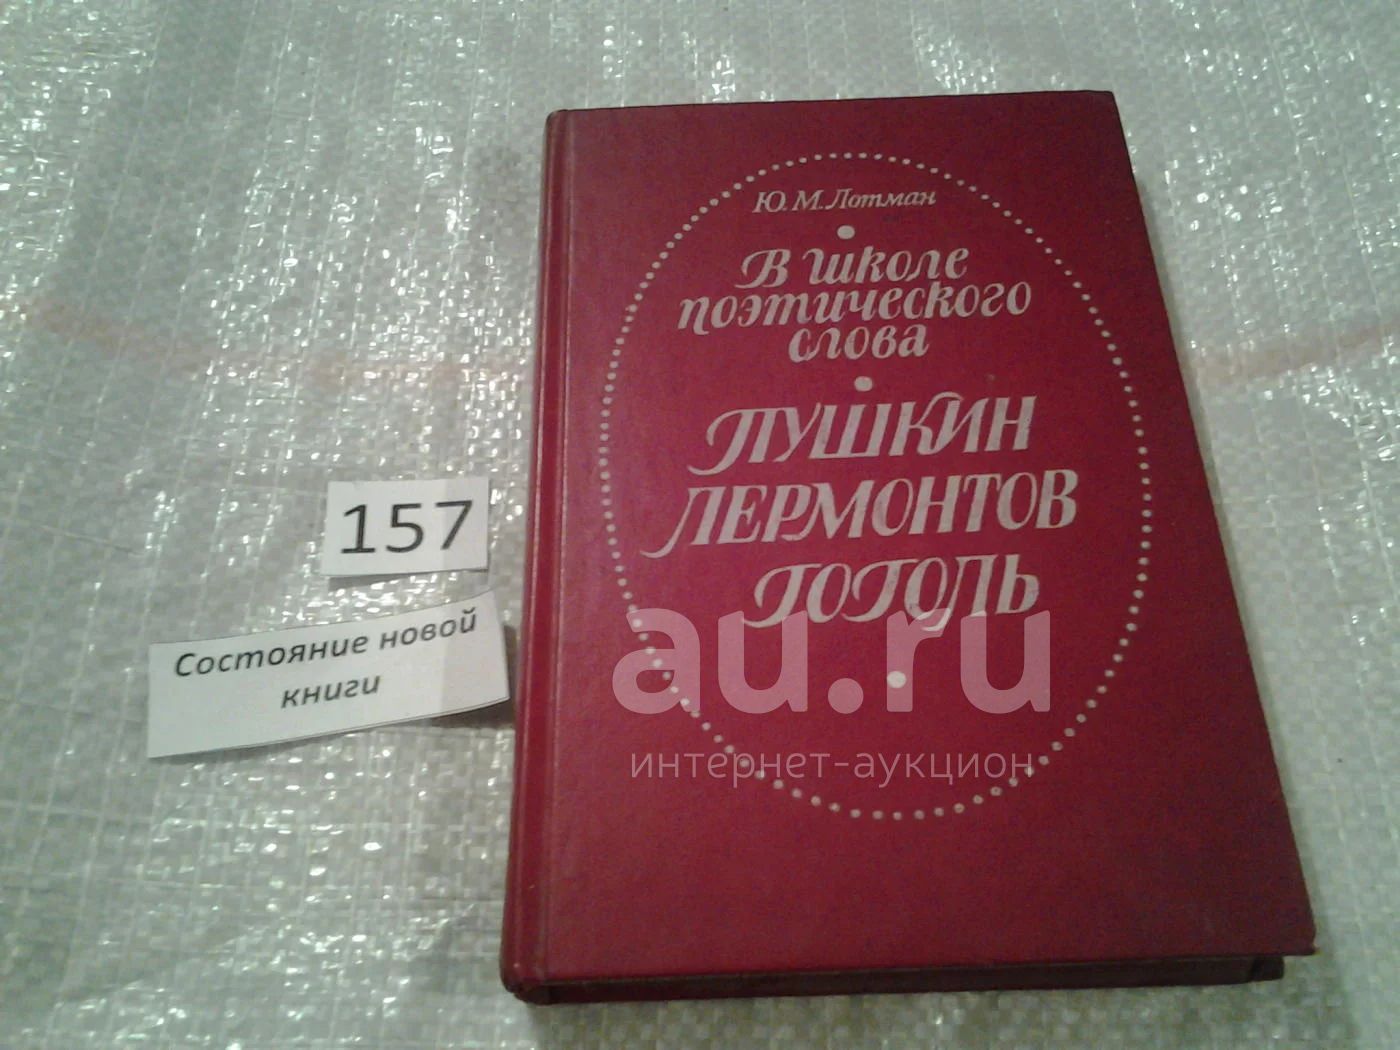 Ю. М. Лотман
В школе
поэтического
слова
ПУШКИН
ЛЕРМОНТОВ
ГОГОЛЬ
157
Состояние новой
книги
au.ru
интернет-аукцион